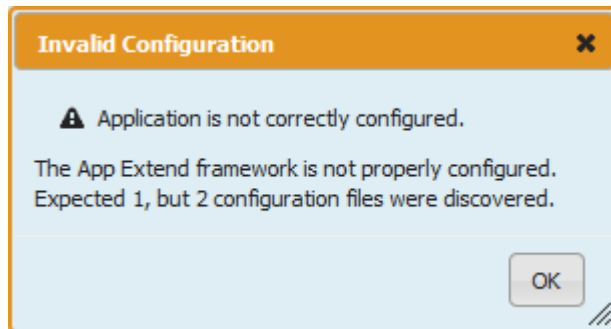 Invalid Configuration
Application is not correctly configured.
The App Extend framework is not properly configured.
Expected 1, but 2 configuration files were discovered.
OK